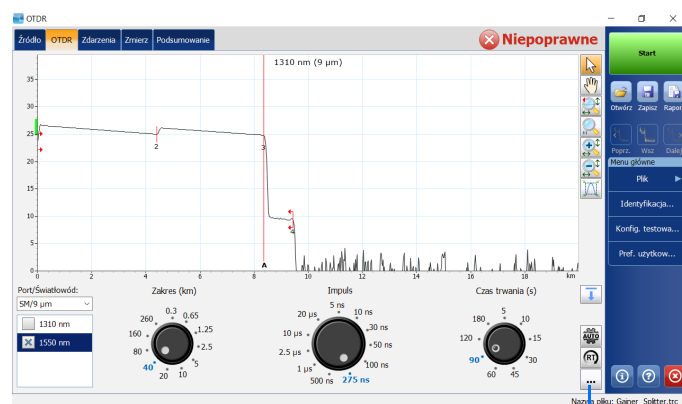 OTDR
Źródło OTDR Zdarzenia Zmierz Podsumowanie
Niepoprawne
Start
1310 nm (9 µm)
35
30
25
20
15
10
5
0
0 2 4 6 8 10 12 14 16 18 km
2
3
4
A
Otwórz Zapisz Rapor
Poprz. Wsz Dalej
Menu główne
Plik
Identyfikacja...
Konfig. testowa...
Pref. użytkow...
Port/Światłowód:
SM/9 µm
1310 nm
1550 nm
Zakres (km)
0.3 0.65 1.25 2.5 5 10 20 40 80 160 260
Impuls
5 ns 10 ns 30 ns 50 ns 100 ns 275 ns 500 ns 1 µs 2.5 µs 10 µs 20 µs
Czas trwania (s)
5 10 15 30 45 60 90 120 180
AUTO
RT
...
Nazwa pliku: Gainer_Splitter.trc